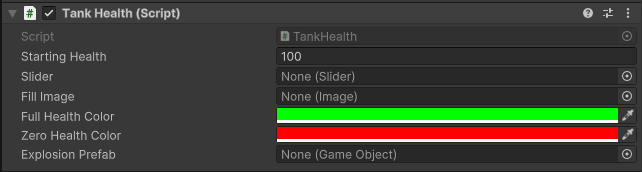 Tank Health (Script)
Script TankHealth
Starting Health 100
Slider None (Slider)
Fill Image None (Image)
Full Health Color
Zero Health Color
Explosion Prefab None (Game Object)